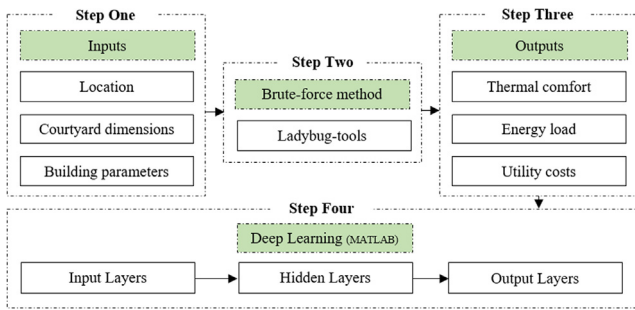 Step One
Inputs
Location
Courtyard dimensions
Building parameters
Step Two
Brute-force method
Ladybug-tools
Step Three
Outputs
Thermal comfort
Energy load
Utility costs
Step Four
Deep Learning (MATLAB)
Input Layers
Hidden Layers
Output Layers